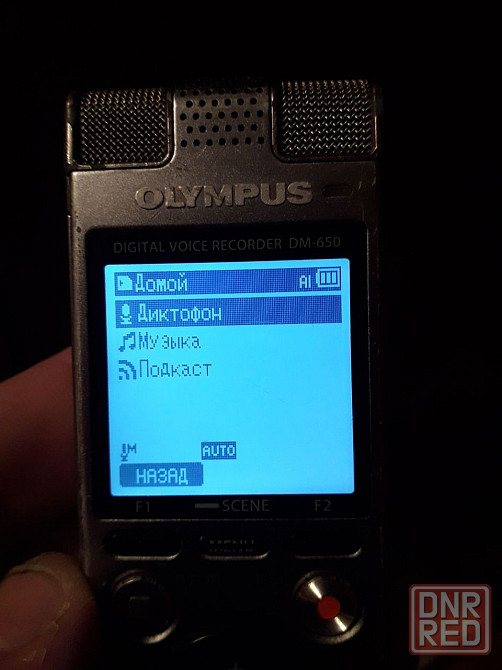 OLYMPUS
DIGITAL VOICE RECORDER DM-650
Домой
Диктофон
Музыка
Подкаст
AUTO
НАЗАД
F1 SCENE F2
DNR
RED